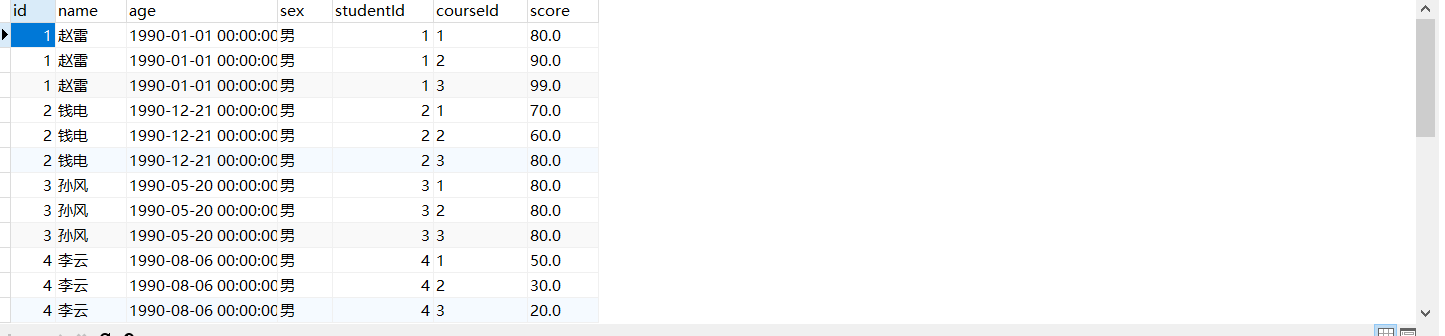 id name age sex studentId courseId score
1 赵雷 1990-01-01 00:00:00 男 1 1 80.0
1 赵雷 1990-01-01 00:00:00 男 1 2 90.0
1 赵雷 1990-01-01 00:00:00 男 1 3 99.0
2 钱电 1990-12-21 00:00:00 男 2 1 70.0
2 钱电 1990-12-21 00:00:00 男 2 2 60.0
2 钱电 1990-12-21 00:00:00 男 2 3 80.0
3 孙风 1990-05-20 00:00:00 男 3 1 80.0
3 孙风 1990-05-20 00:00:00 男 3 2 80.0
3 孙风 1990-05-20 00:00:00 男 3 3 80.0
4 李云 1990-08-06 00:00:00 男 4 1 50.0
4 李云 1990-08-06 00:00:00 男 4 2 30.0
4 李云 1990-08-06 00:00:00 男 4 3 20.0